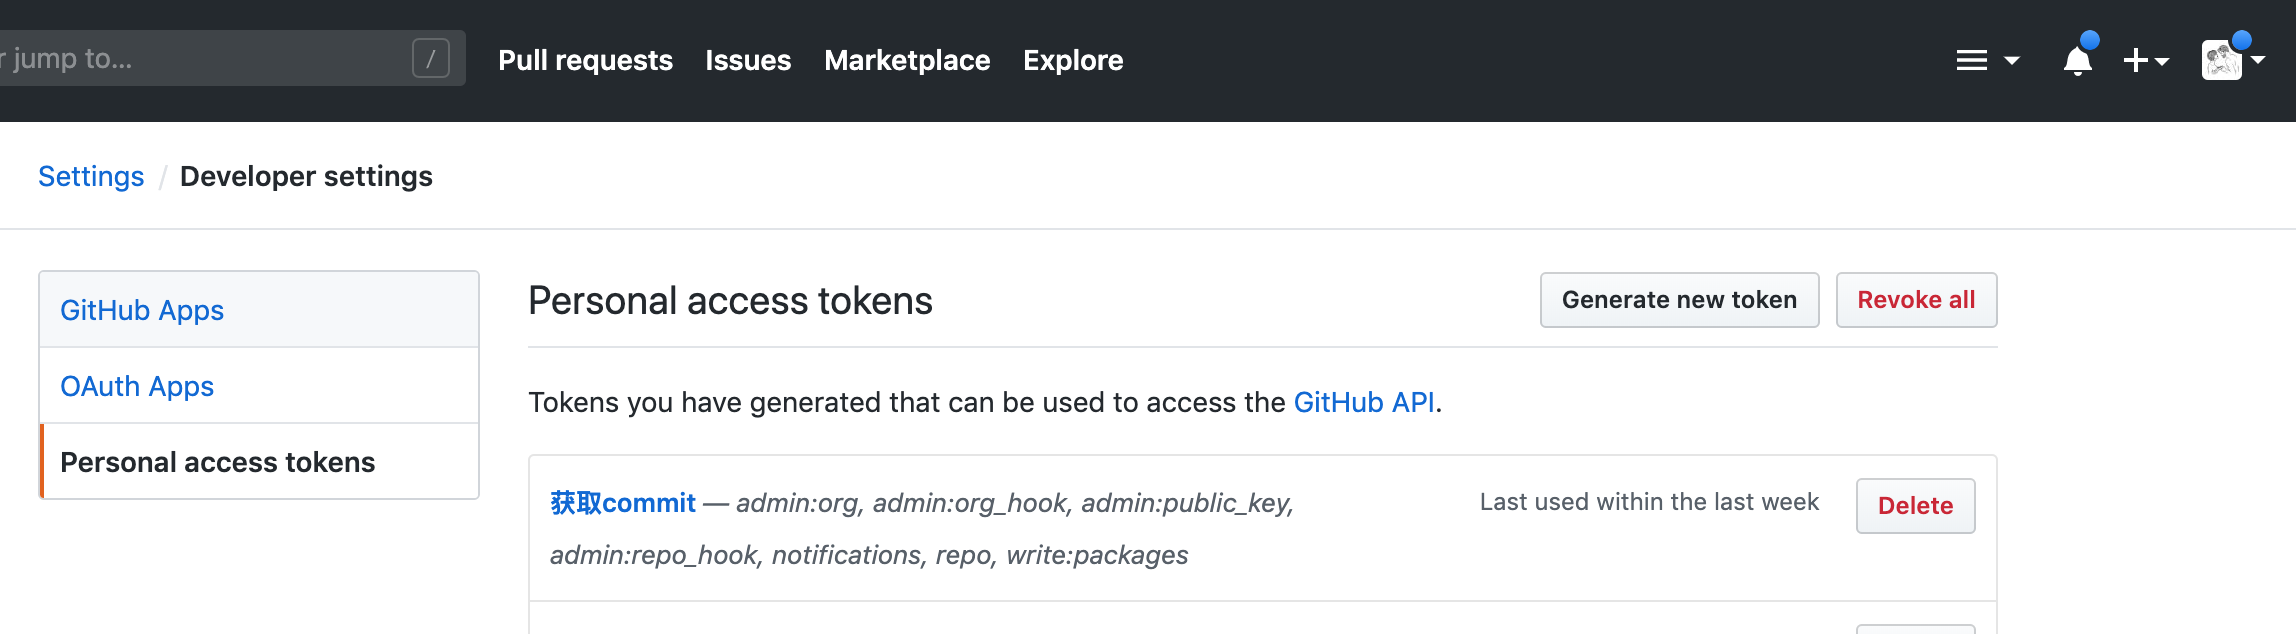 r jump to... /
Pull requests Issues Marketplace Explore
Settings / Developer settings
GitHub Apps
OAuth Apps
Personal access tokens
Personal access tokens
Generate new token
Revoke all
Tokens you have generated that can be used to access the GitHub API.
获取commit — admin:org, admin:org_hook, admin:public_key,
admin:repo_hook, notifications, repo, write:packages
Last used within the last week
Delete